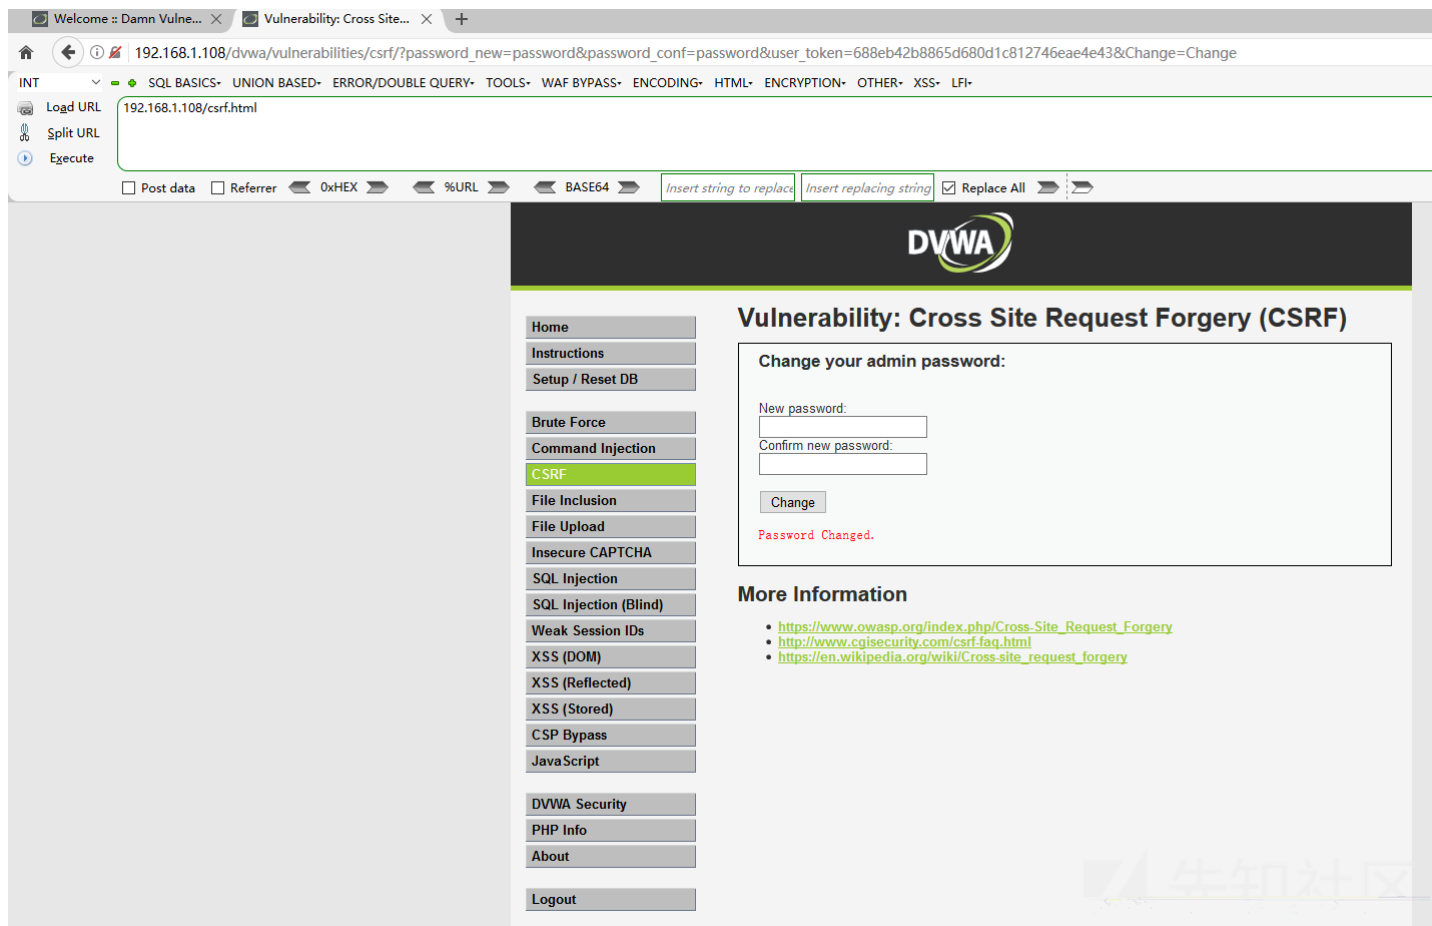 Welcome :: Damn Vulne... × Vulnerability: Cross Site... × +
192.168.1.108/dvwa/vulnerabilities/csrf/?password_new=password&password_conf=password&user_token=688eb42b8865d680d1c812746eae4e43&Change=Change
INT SQL BASICS UNION BASED ERROR/DOUBLE QUERY TOOLS WAF BYPASS ENCODING HTML ENCRYPTION OTHER XSS LFI
Load URL 192.168.1.108/csrf.html
Split URL
Execute
Post data Referrer 0xHEX %URL BASE64 Insert string to replace Insert replacing string Replace All
DVWA
Vulnerability: Cross Site Request Forgery (CSRF)
Change your admin password:
New password:
Confirm new password:
Change
Password Changed.
More Information
https://www.owasp.org/index.php/Cross-Site_Request_Forgery
http://www.cgisecurity.com/csrf-faq.html
https://en.wikipedia.org/wiki/Cross-site_request_forgery
Home
Instructions
Setup / Reset DB
Brute Force
Command Injection
CSRF
File Inclusion
File Upload
Insecure CAPTCHA
SQL Injection
SQL Injection (Blind)
Weak Session IDs
XSS (DOM)
XSS (Reflected)
XSS (Stored)
CSP Bypass
JavaScript
DVWA Security
PHP Info
About
Logout
先知社区